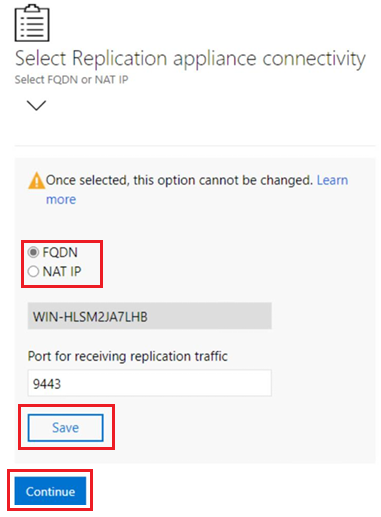 Select Replication appliance connectivity
Select FQDN or NAT IP
Once selected, this option cannot be changed. Learn
more
FQDN
NAT IP
WIN-HLSM2JA7LHB
Port for receiving replication traffic
9443
Save
Continue